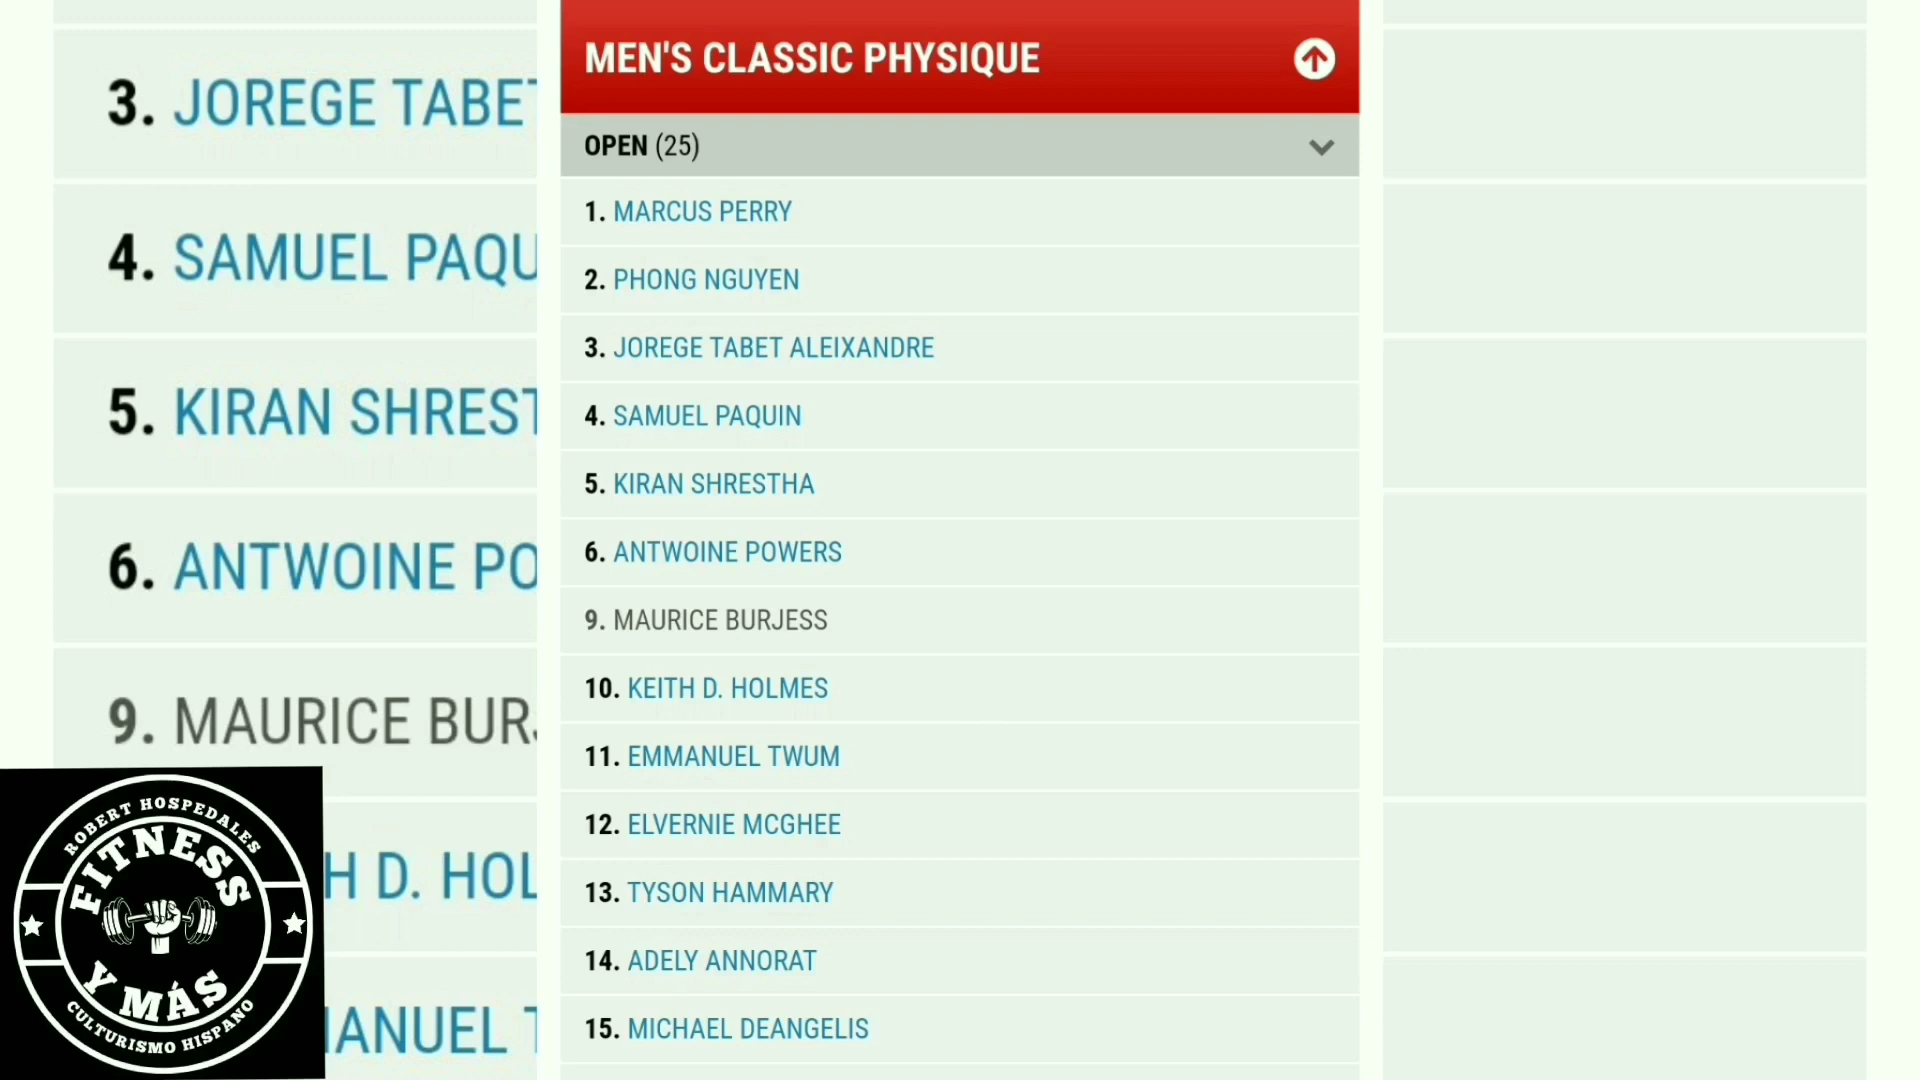 MEN'S CLASSIC PHYSIQUE
OPEN (25)
1. MARCUS PERRY
2. PHONG NGUYEN
3. JOREGE TABET ALEIXANDRE
4. SAMUEL PAQUIN
5. KIRAN SHRESTHA
6. ANTWOINE POWERS
9. MAURICE BURJESS
10. KEITH D. HOLMES
11. EMMANUEL TWUM
12. ELVERNIE MCGHEE
13. TYSON HAMMARY
14. ADELY ANNORAT
15. MICHAEL DEANGELIS
3. JOREGE TABET
4. SAMUEL PAQU
5. KIRAN SHREST
6. ANTWOINE PO
9. MAURICE BURJ
H D. HOL
ANUEL T
ROBERT HOSPEDALES
FITNESS
Y MÁS
CULTURISMO HISPANO